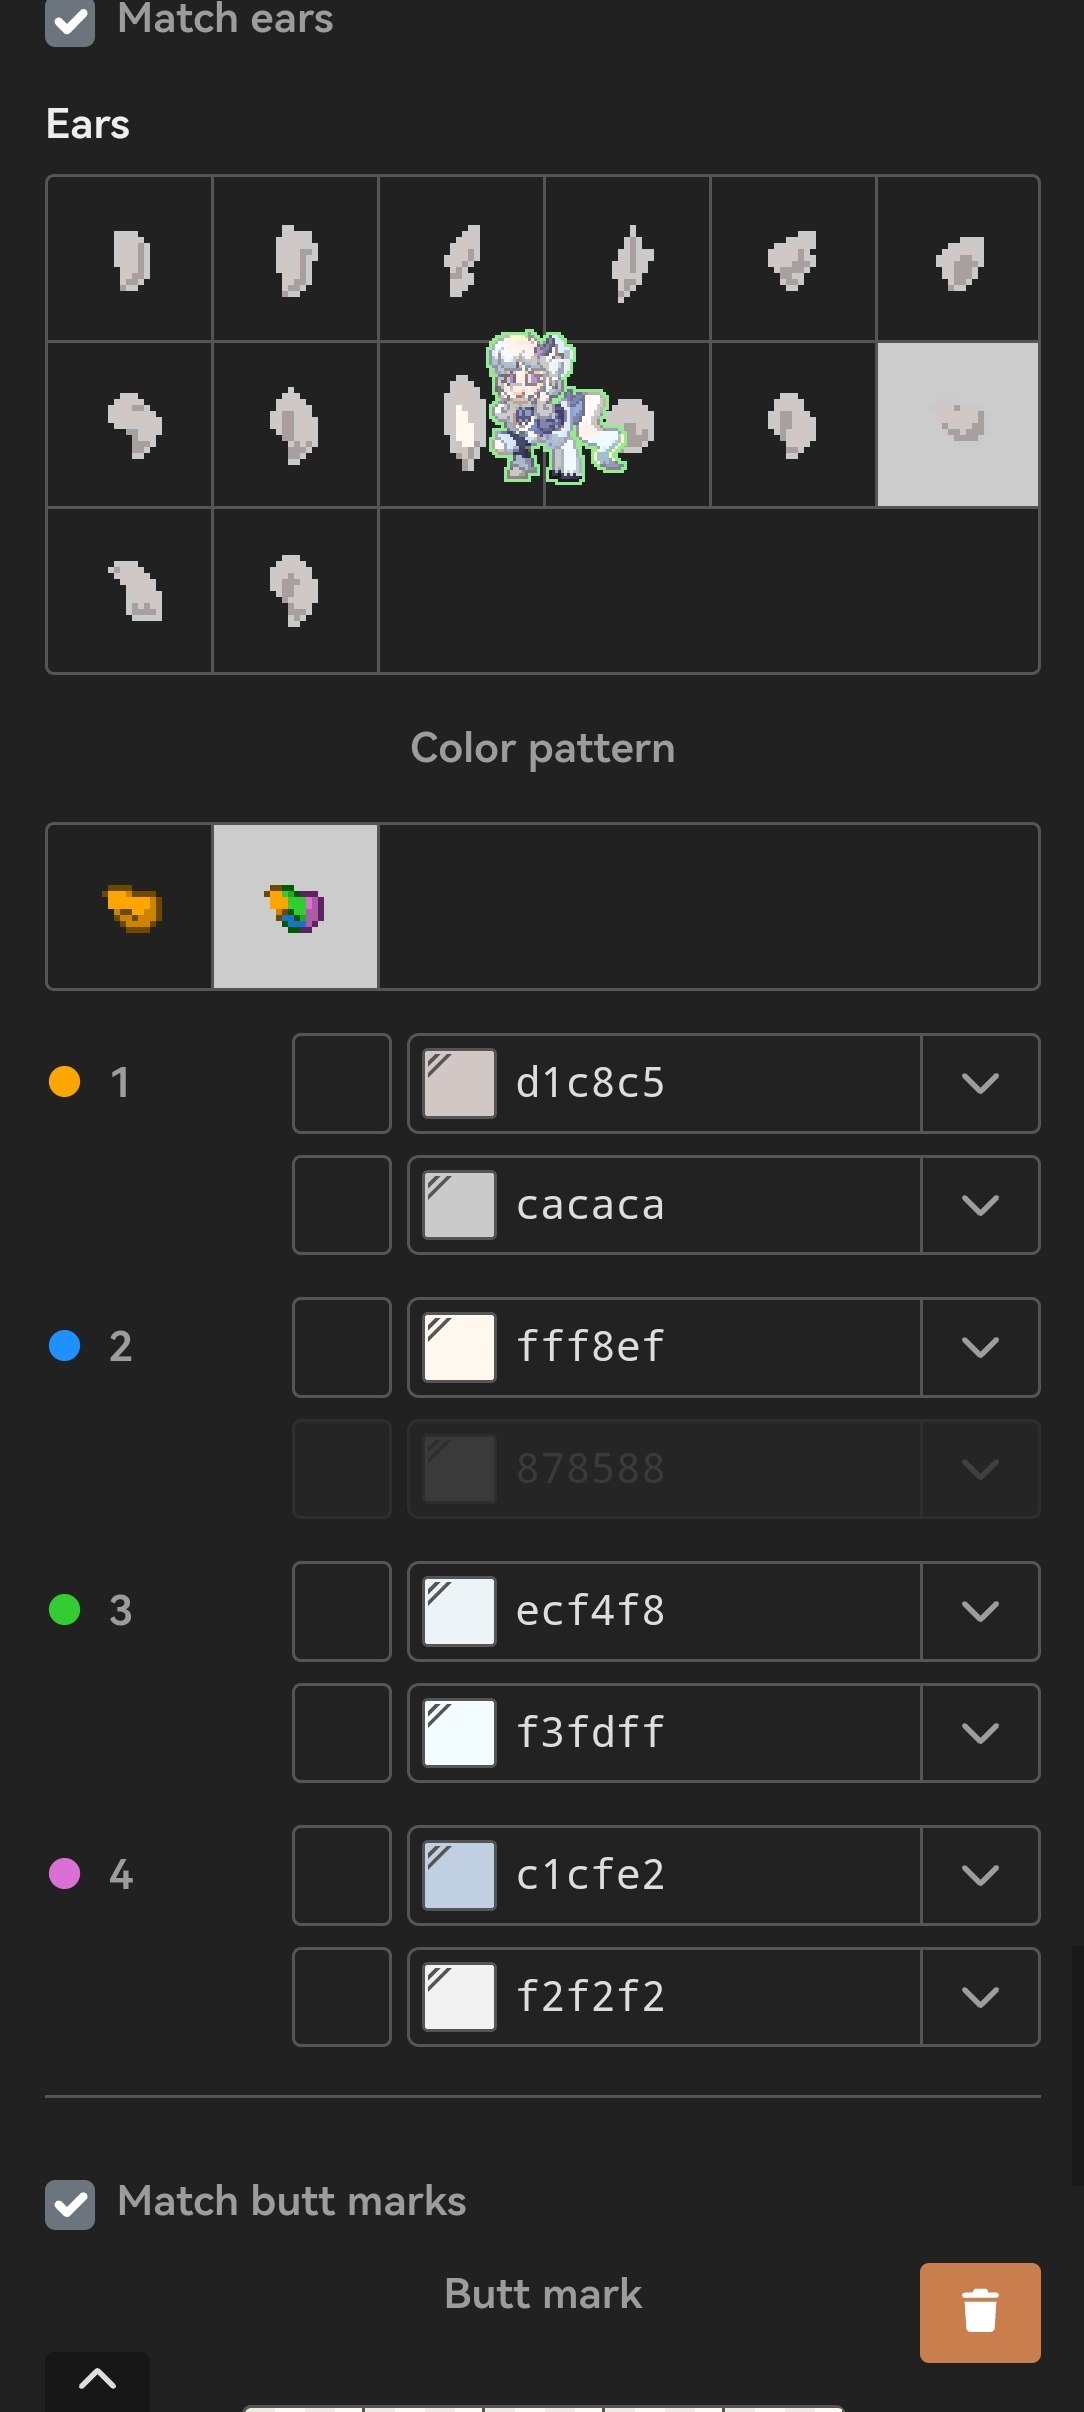 Match ears
Ears
Color pattern
1
d1c8c5
cacaca
2
fff8ef
878588
3
ecf4f8
f3fdff
4
c1cfe2
f2f2f2
Match butt marks
Butt mark